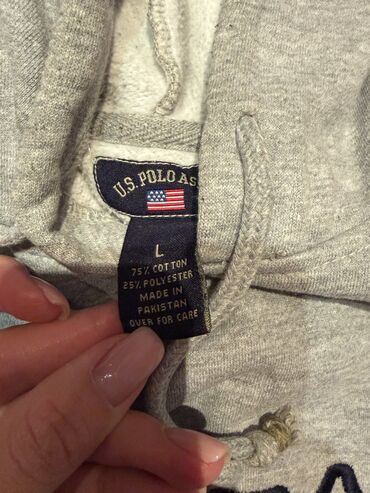 U.S. POLO AS
L
75% COTTON
25% POLYESTER
MADE IN
PAKISTAN
OVER FOR CARE